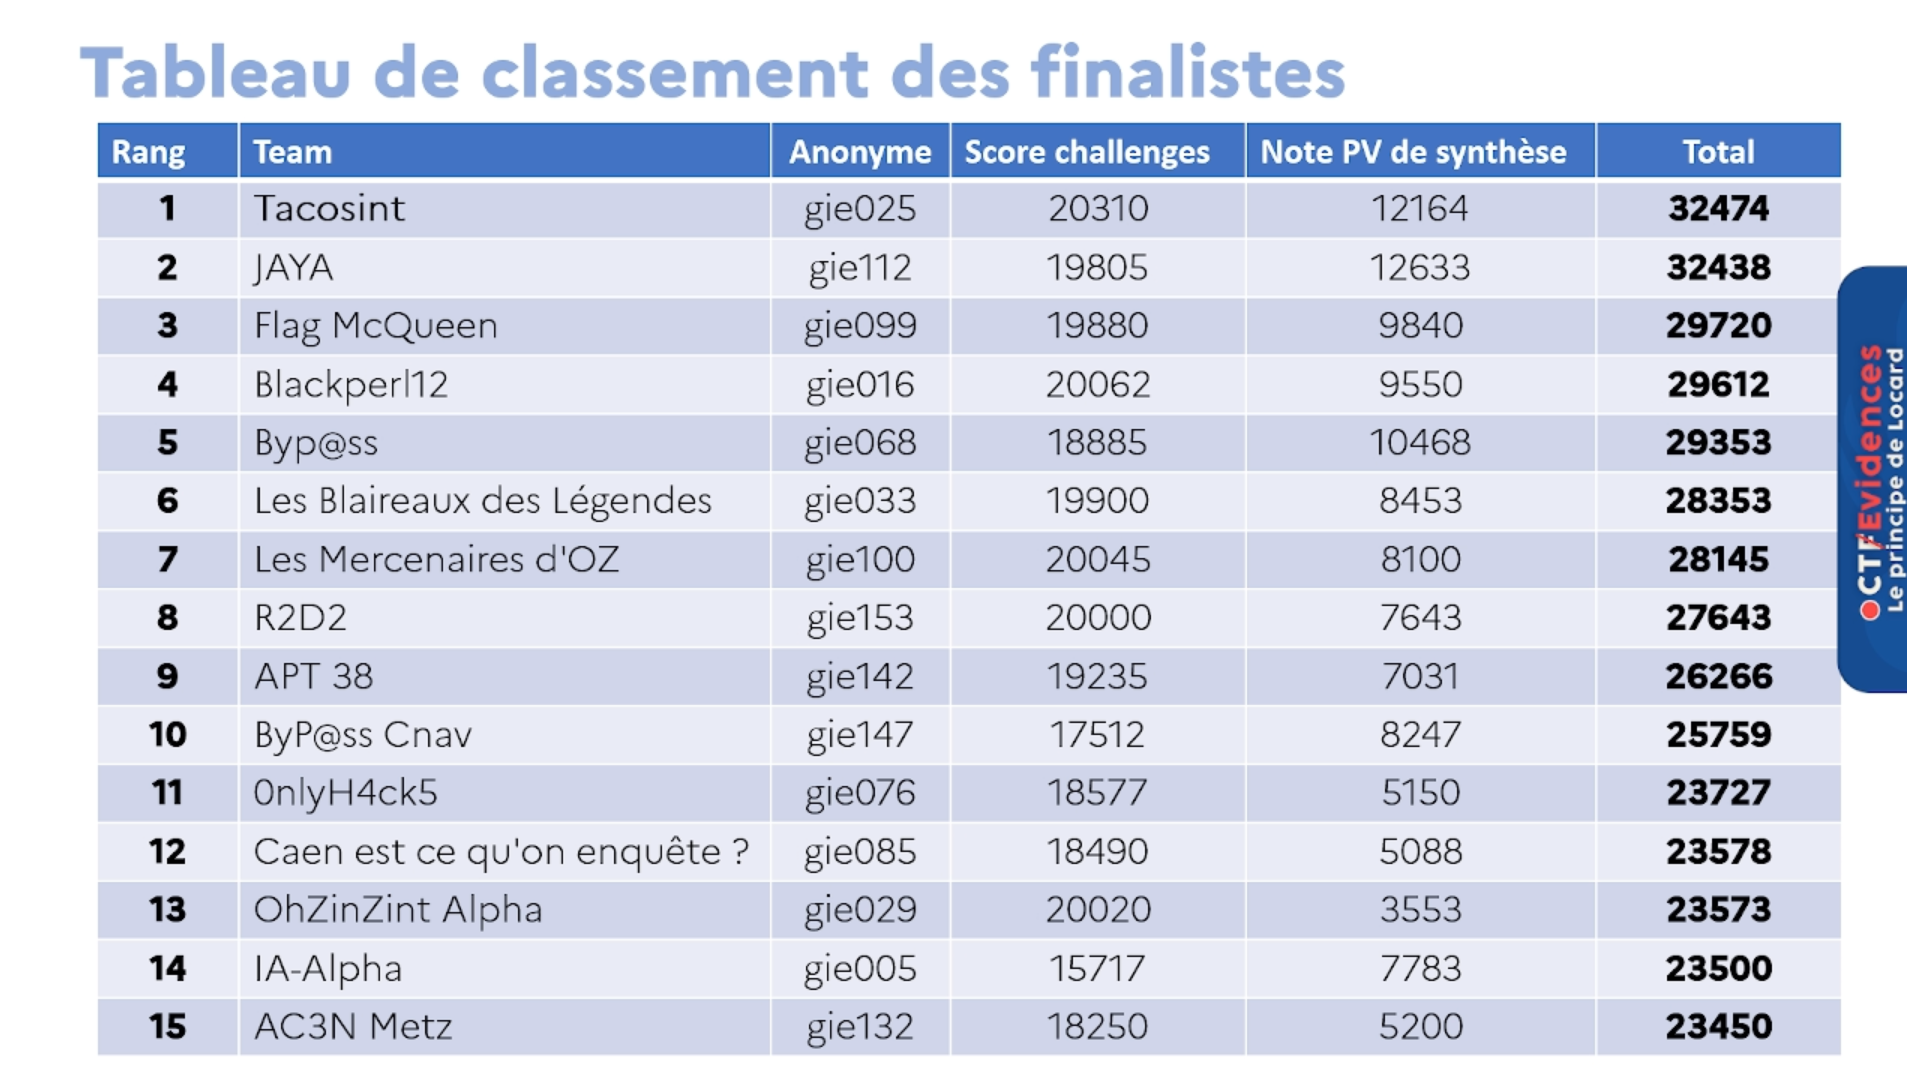 Tableau de classement des finalistes
Rang Team Anonyme Score challenges Note PV de synthèse Total
1 Tacosint gie025 20310 12164 32474
2 JAYA gie112 19805 12633 32438
3 Flag McQueen gie099 19880 9840 29720
4 Blackperl12 gie016 20062 9550 29612
5 Byp@ss gie068 18885 10468 29353
6 Les Blaireaux des Légendes gie033 19900 8453 28353
7 Les Mercenaires d'OZ gie100 20045 8100 28145
8 R2D2 gie153 20000 7643 27643
9 APT 38 gie142 19235 7031 26266
10 ByP@ss Cnav gie147 17512 8247 25759
11 0nlyH4ck5 gie076 18577 5150 23727
12 Caen est ce qu'on enquête ? gie085 18490 5088 23578
13 OhZinZint Alpha gie029 20020 3553 23573
14 IA-Alpha gie005 15717 7783 23500
15 AC3N Metz gie132 18250 5200 23450
CTF/Evidences
Le principe de Locard